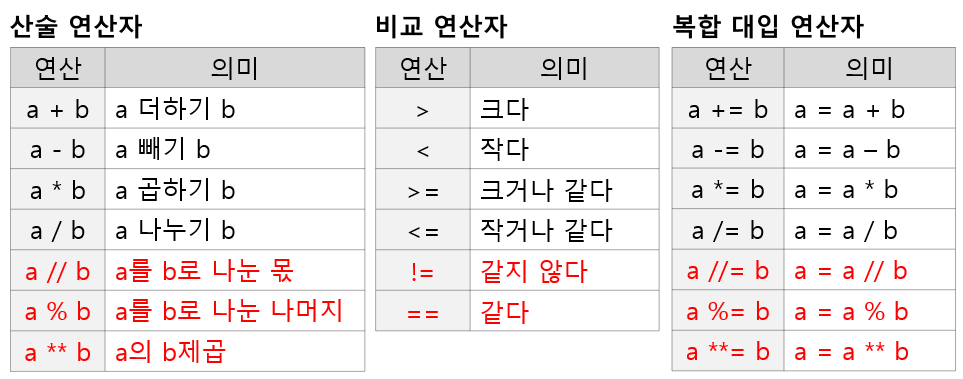 산술 연산자
연산 의미
a + b a 더하기 b
a - b a 빼기 b
a * b a 곱하기 b
a / b a 나누기 b
a // b a를 b로 나눈 몫
a % b a를 b로 나눈 나머지
a ** b a의 b제곱
비교 연산자
연산 의미
> 크다
< 작다
>= 크거나 같다
<= 작거나 같다
!= 같지 않다
== 같다
복합 대입 연산자
연산 의미
a += b a = a + b
a -= b a = a – b
a *= b a = a * b
a /= b a = a / b
a //= b a = a // b
a %= b a = a % b
a **= b a = a ** b